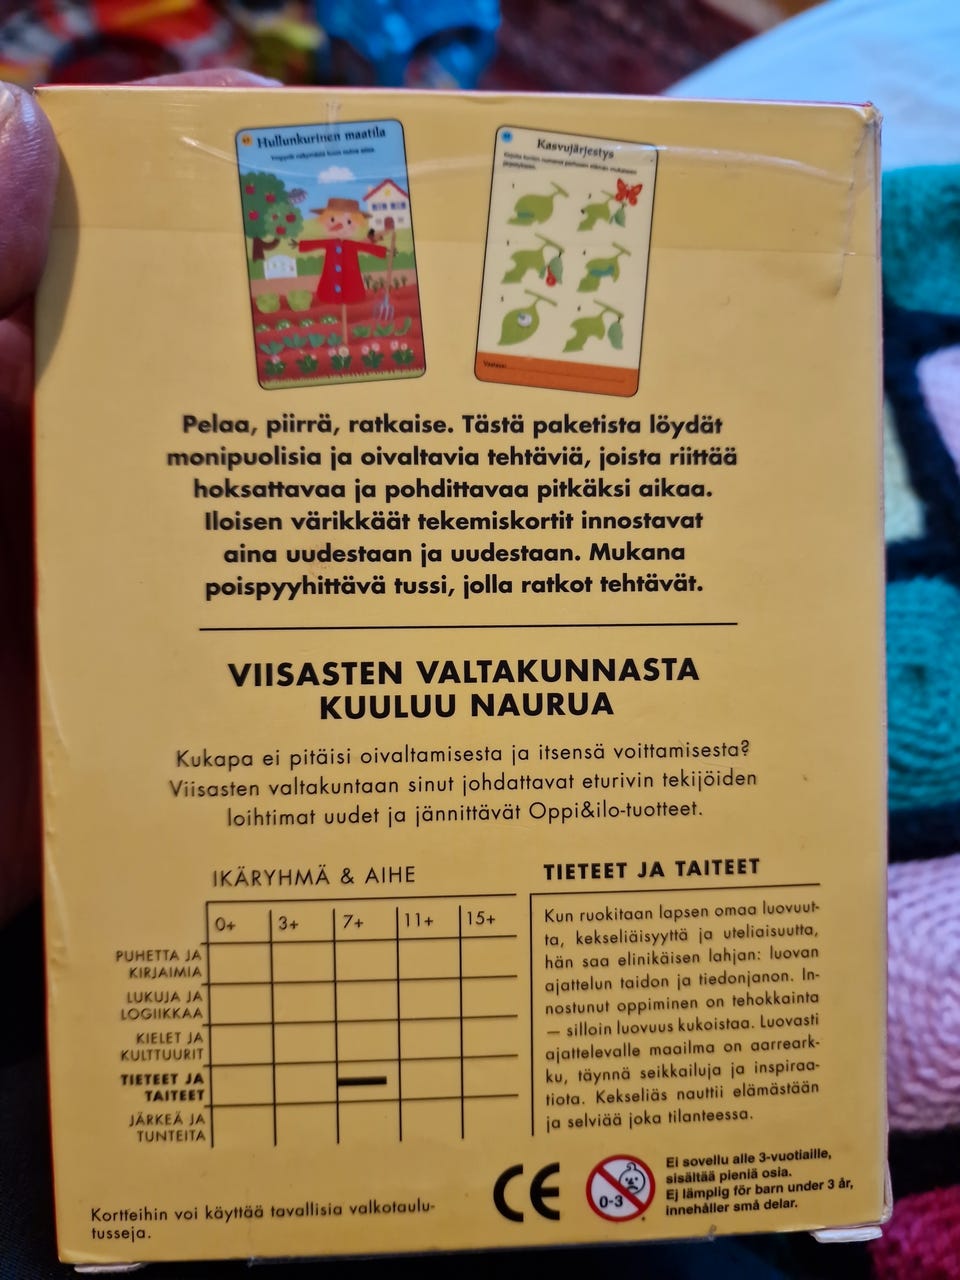 Hullunkurinen maatila
Kasvujärjestys
Pelaa, piirrä, ratkaise. Tästä paketista löydät
monipuolisia ja oivaltavia tehtäviä, joista riittää
hoksattavaa ja pohdittavaa pitkäksi aikaa.
Iloisen värikkäät tekemiskortit innostavat
aina uudestaan ja uudestaan. Mukana
poispyyhittävä tussi, jolla ratkot tehtävät.
VIISASTEN VALTAKUNNASTA
KUULUU NAURUA
Kukapa ei pitäisi oivaltamisesta ja itsensä voittamisesta?
Viisasten valtakuntaan sinut johdattavat eturivin tekijöiden
loihtimat uudet ja jännittävät Oppi&ilo-tuotteet.
IKÄRYHMÄ & AIHE
0+ 3+ 7+ 11+ 15+
PUHETTA JA
KIRJAIMIA
LUKUJA JA
LOGIIKKAA
KIELET JA
KULTTUURIT
TIETEET JA
TAITEET
JÄRKEÄ JA
TUNTEITA
TIETEET JA TAITEET
Kun ruokitaan lapsen omaa luovuut-
ta, kekseliäisyyttä ja uteliaisuutta,
hän saa elinikäisen lahjan: luovan
ajattelun taidon ja tiedonjanon. In-
nostunut oppiminen on tehokkainta
– silloin luovuus kukoistaa. Luovasti
ajattelevalle maailma on aarreark-
ku, täynnä seikkailuja ja inspiraa-
tiota. Kekseliäs nauttii elämästään
ja selviää joka tilanteessa.
Kortteihin voi käyttää tavallisia valkotaulu-
tusseja.
CE
0-3
Ei sovellu alle 3-vuotiaille,
sisältää pieniä osia.
Ej lämplig för barn under 3 år,
innehåller små delar.